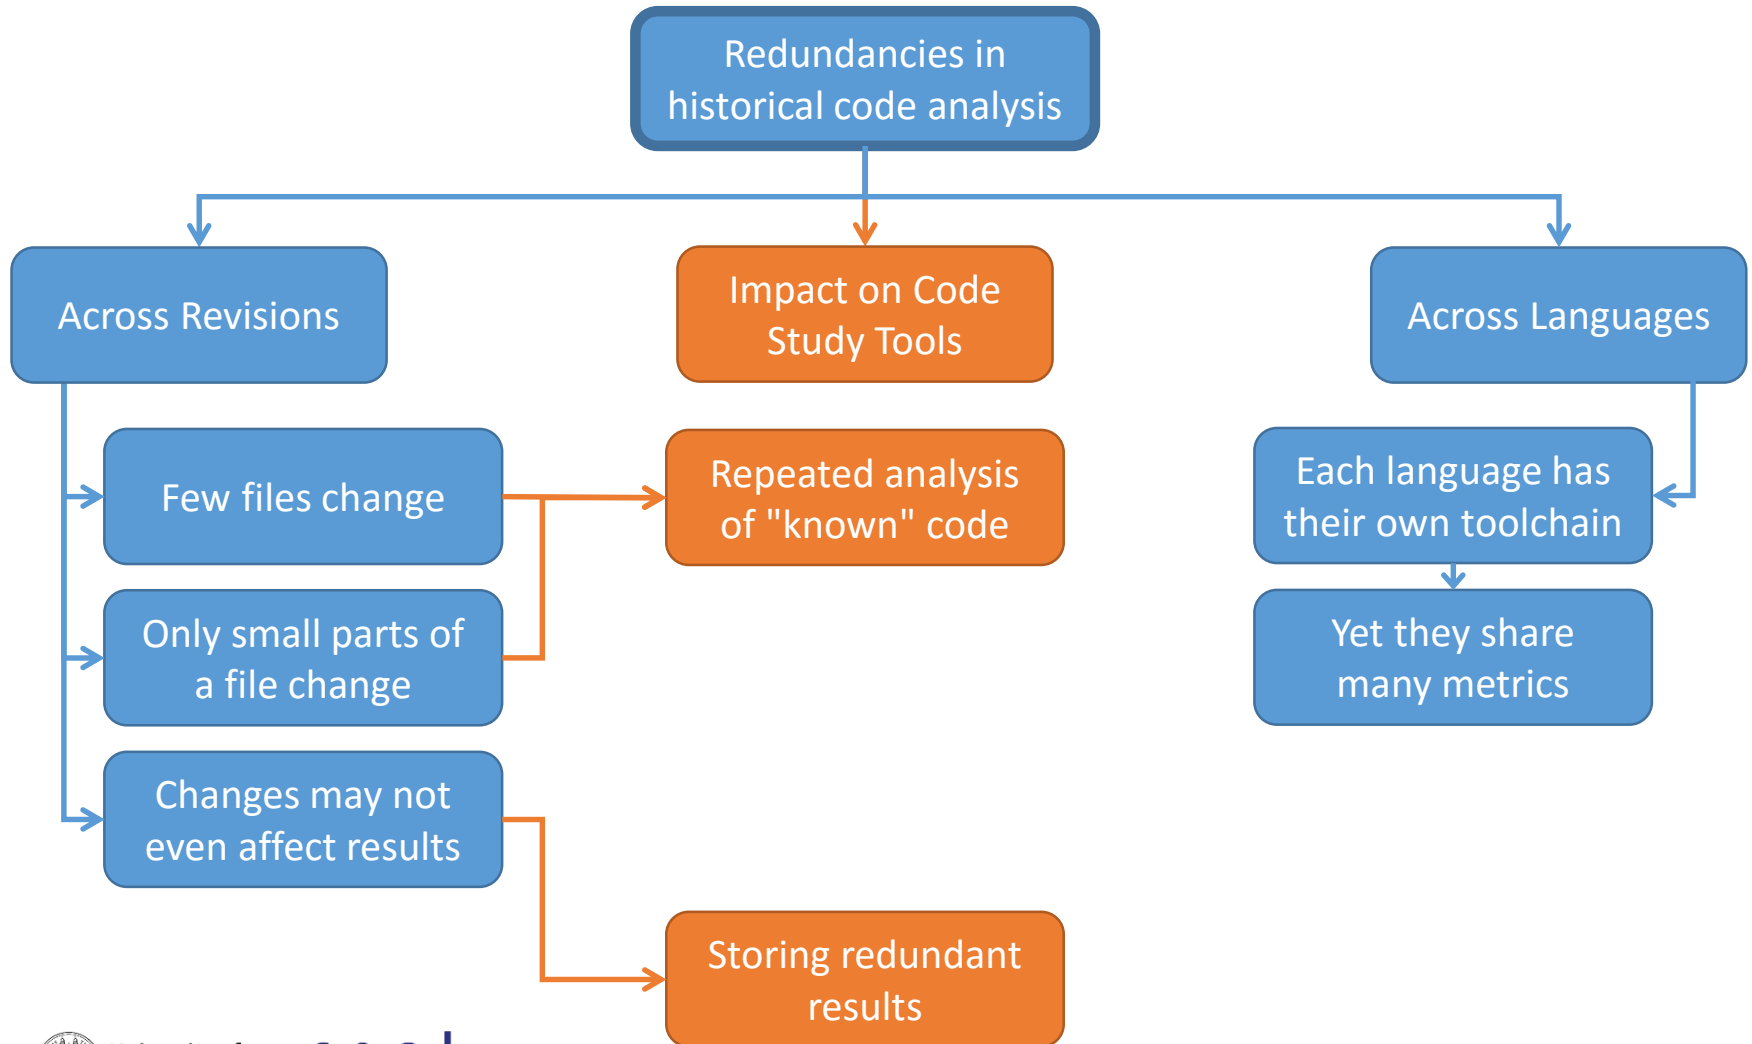 Redundancies in
historical code analysis
Across Revisions
Impact on Code
Study Tools
Across Languages
Few files change
Repeated analysis
of "known" code
Each language has
their own toolchain
Only small parts of
a file change
Yet they share
many metrics
Changes may not
even affect results
Storing redundant
results